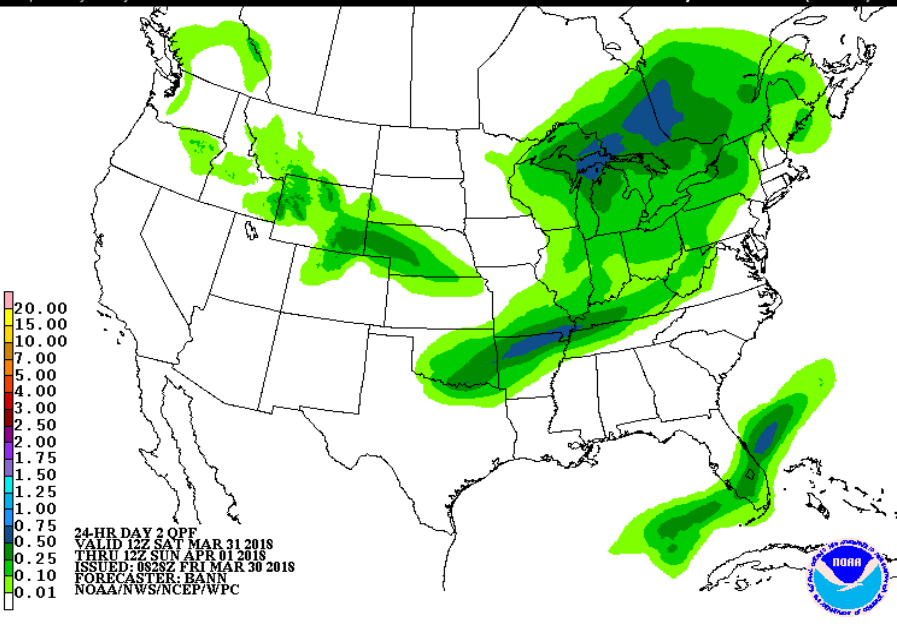 20.00
15.00
10.00
7.00
5.00
4.00
3.00
2.50
2.00
1.75
1.50
1.25
1.00
0.75
0.50
0.25
0.10
0.01
24-HR DAY 2 QPF
VALID 12Z SAT MAR 31 2018
THRU 12Z SUN APR 01 2018
ISSUED: 0828Z FRI MAR 30 2018
FORECASTER: BANN
NOAA/NWS/NCEP/WPC
NOAA